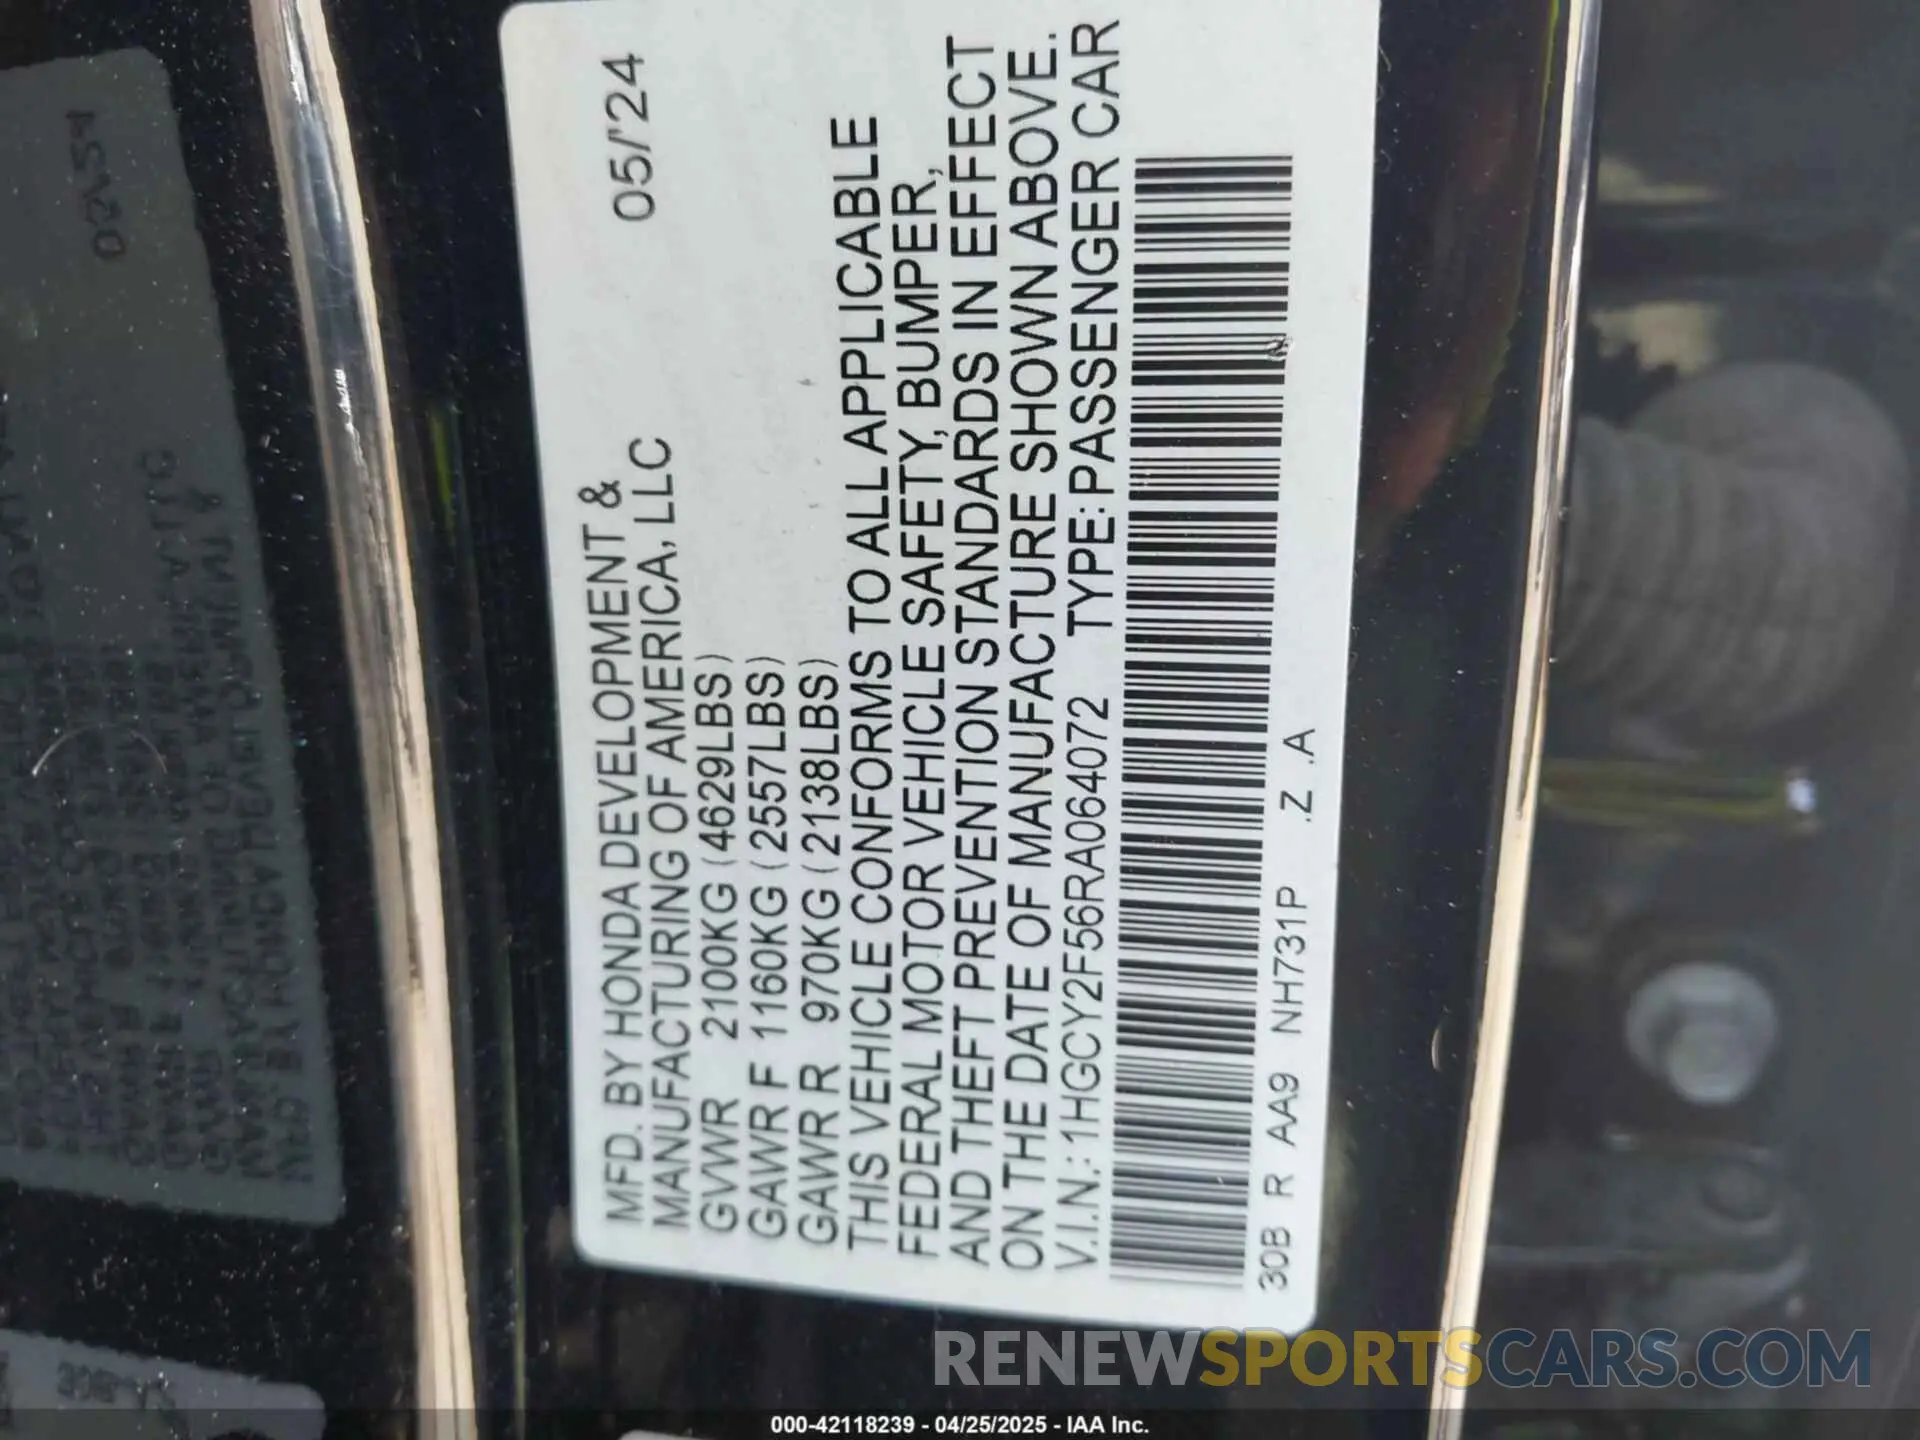 MFD. BY HONDA DEVELOPMENT &
MANUFACTURING OF AMERICA, LLC 05/'24
GVWR 2100KG (4629LBS)
GAWR F 1160KG (2557LBS)
GAWR R 970KG (2138LBS)
THIS VEHICLE CONFORMS TO ALL APPLICABLE
FEDERAL MOTOR VEHICLE SAFETY, BUMPER,
AND THEFT PREVENTION STANDARDS IN EFFECT
ON THE DATE OF MANUFACTURE SHOWN ABOVE.
V.I.N.: 1HGCY2F56RA064072 TYPE: PASSENGER CAR
30B R AA9 NH731P .Z .A
RENEWSPORTSCARS.COM
000-42118239 - 04/25/2025 - IAA Inc.